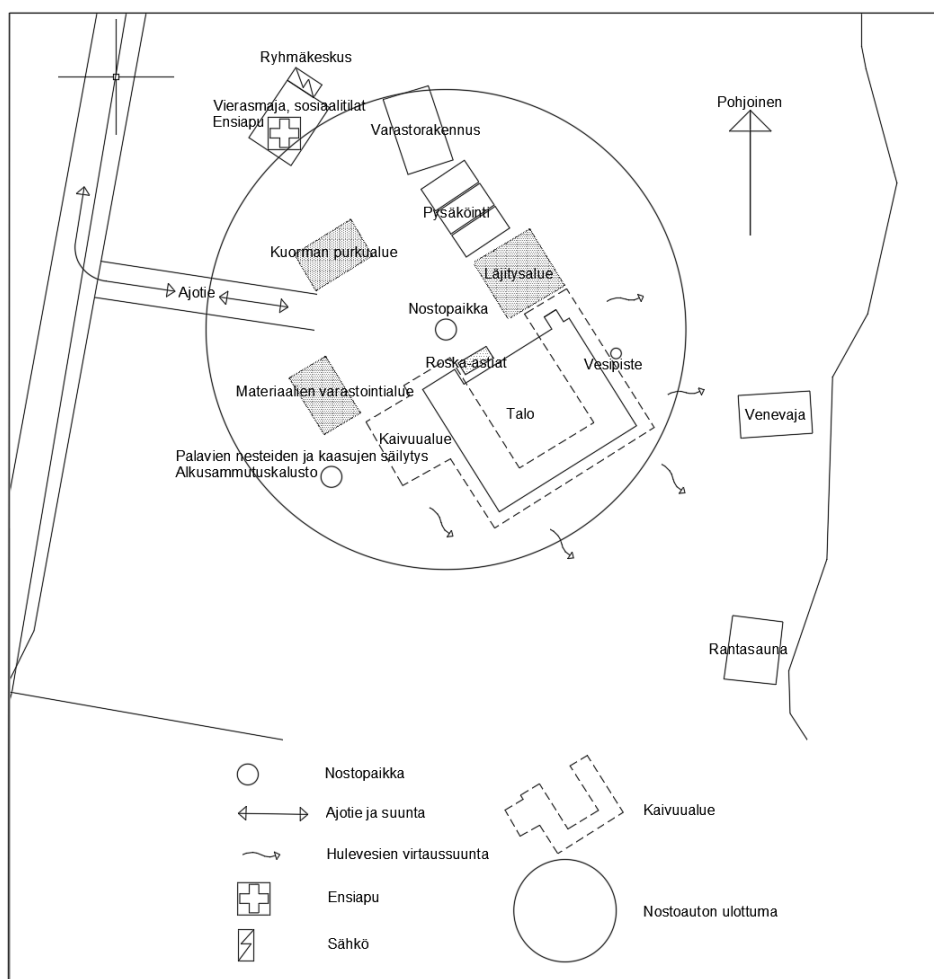 Ryhmäkeskus
Vierasmaja, sosiaalitilat
Ensiapu
Varastorakennus
Pohjoinen
Pysäköinti
Kuorman purkualue
Läjitysalue
Ajotie
Nostopaikka
Roska-astiat
Vesipiste
Materiaalien varastointialue
Talo
Venevaja
Kaivuualue
Palavien nesteiden ja kaasujen säilytys
Alkusammutuskalusto
Rantasauna
Nostopaikka
Ajotie ja suunta
Hulevesien virtaussuunta
Ensiapu
Sähkö
Kaivuualue
Nostoauton ulottuma